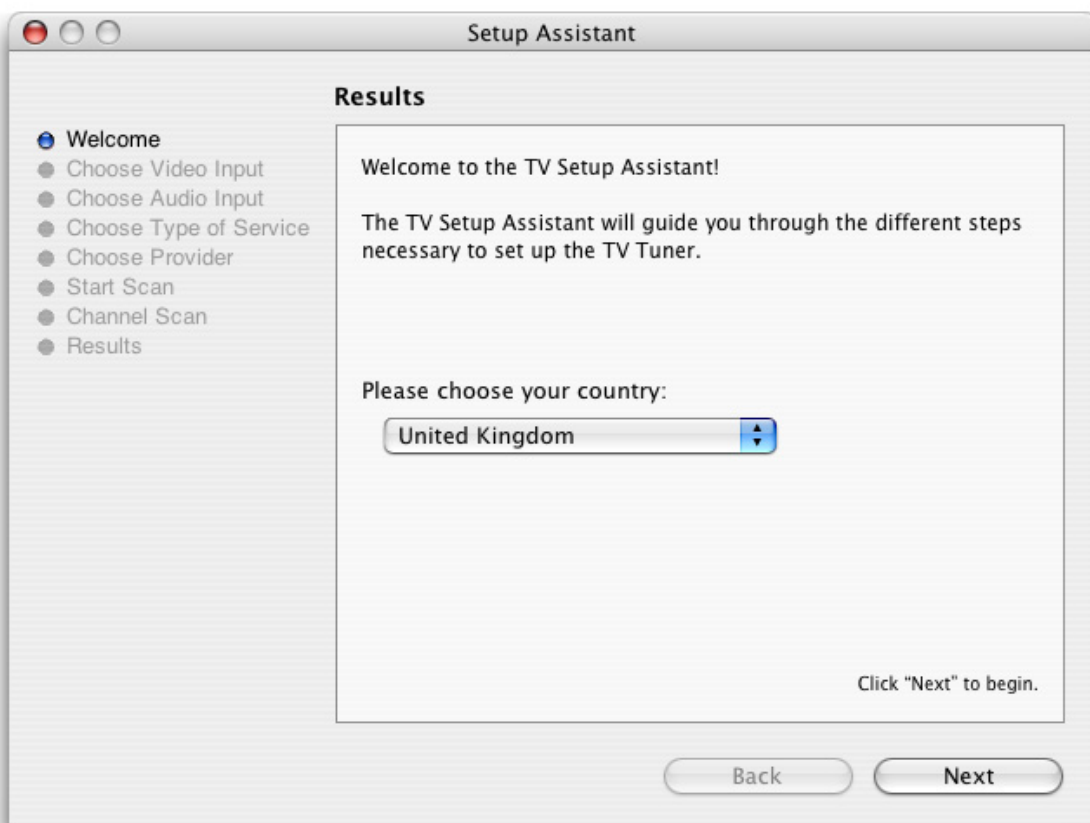 Setup Assistant
Results
Welcome
Choose Video Input
Choose Audio Input
Choose Type of Service
Choose Provider
Start Scan
Channel Scan
Results
Welcome to the TV Setup Assistant!
The TV Setup Assistant will guide you through the different steps
necessary to set up the TV Tuner.
Please choose your country:
United Kingdom
Click “Next” to begin.
Back
Next